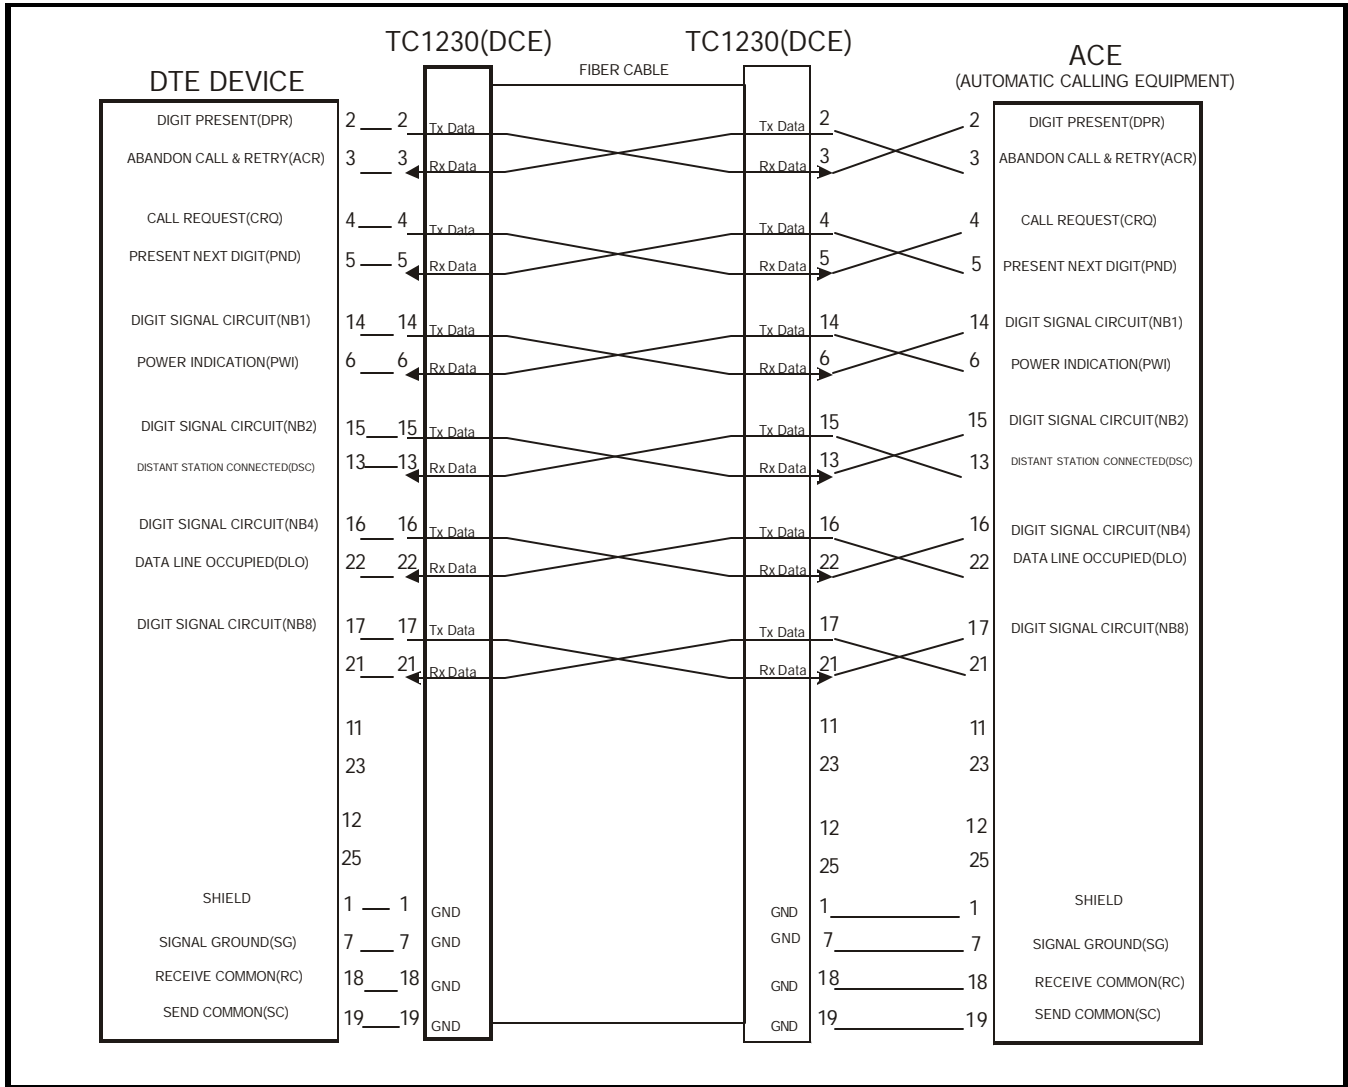 TC1230(DCE) TC1230(DCE)
ACE
FIBER CABLE
DTE DEVICE (AUTOMATIC CALLING EQUIPMENT)
DIGIT PRESENT(DPR) 2 2 Tx Data Tx Data 2 2 DIGIT PRESENT(DPR)
ABANDON CALL & RETRY(ACR) 3 3 Rx Data Rx Data 3 3 ABANDON CALL & RETRY(ACR)
CALL REQUEST(CRQ) 4 4 Tx Data Tx Data 4 4 CALL REQUEST(CRQ)
PRESENT NEXT DIGIT(PND) 5 5 Rx Data Rx Data 5 5 PRESENT NEXT DIGIT(PND)
DIGIT SIGNAL CIRCUIT(NB1) 14 14 Tx Data Tx Data 14 14 DIGIT SIGNAL CIRCUIT(NB1)
POWER INDICATION(PWI) 6 6 Rx Data Rx Data 6 6 POWER INDICATION(PWI)
DIGIT SIGNAL CIRCUIT(NB2) 15 15 Tx Data Tx Data 15 15 DIGIT SIGNAL CIRCUIT(NB2)
DISTANT STATION CONNECTED(DSC) 13 13 Rx Data Rx Data 13 13 DISTANT STATION CONNECTED(DSC)
DIGIT SIGNAL CIRCUIT(NB4) 16 16 Tx Data Tx Data 16 16 DIGIT SIGNAL CIRCUIT(NB4)
DATA LINE OCCUPIED(DLO) 22 22 Rx Data Rx Data 22 22 DATA LINE OCCUPIED(DLO)
DIGIT SIGNAL CIRCUIT(NB8) 17 17 Tx Data Tx Data 17 17 DIGIT SIGNAL CIRCUIT(NB8)
21 21 Rx Data Rx Data 21 21
11 11 11
23 23 23
12 12 12
25 25 25
SHIELD 1 1 GND GND 1 1 SHIELD
SIGNAL GROUND(SG) 7 7 GND GND 7 7 SIGNAL GROUND(SG)
RECEIVE COMMON(RC) 18 18 GND GND 18 18 RECEIVE COMMON(RC)
SEND COMMON(SC) 19 19 GND GND 19 19 SEND COMMON(SC)